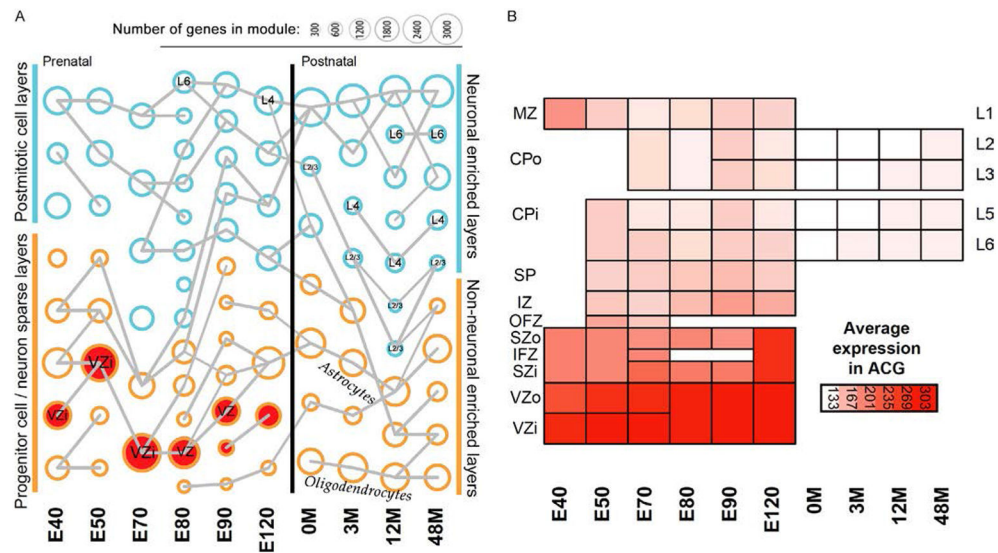 A
Number of genes in module: 300 600 1200 1800 2400 3000
Prenatal
Postnatal
Postmitotic cell layers
Progenitor / neuron sparse layers
Neuronal enriched layers
Non-neuronal enriched layers
L6
L4
L6
L6
L2/3
L4
L4
L2/3
L4
L2/3
L2/3
L2/3
VZi
VZi
VZ
VZi
VZ
Astrocytes
Oligodendrocytes
E40 E50 E70 E80 E90 E120 0M 3M 12M 48M
B
MZ L1
CPo L2
L3
CPi L5
L6
SP
IZ
OFZ
SZo
IFZ
SZi
VZo
VZi
Average
expression
in ACG
133 167 201 235 269 303
E40 E50 E70 E80 E90 E120 0M 3M 12M 48M